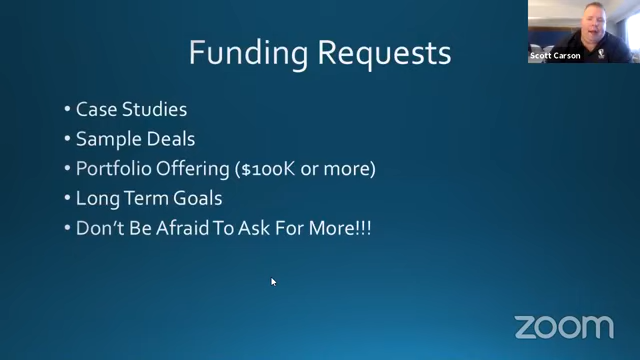 Funding Requests
Scott Carson
• Case Studies
• Sample Deals
• Portfolio Offering ($100K or more)
• Long Term Goals
• Don't Be Afraid To Ask For More!!!
zoom